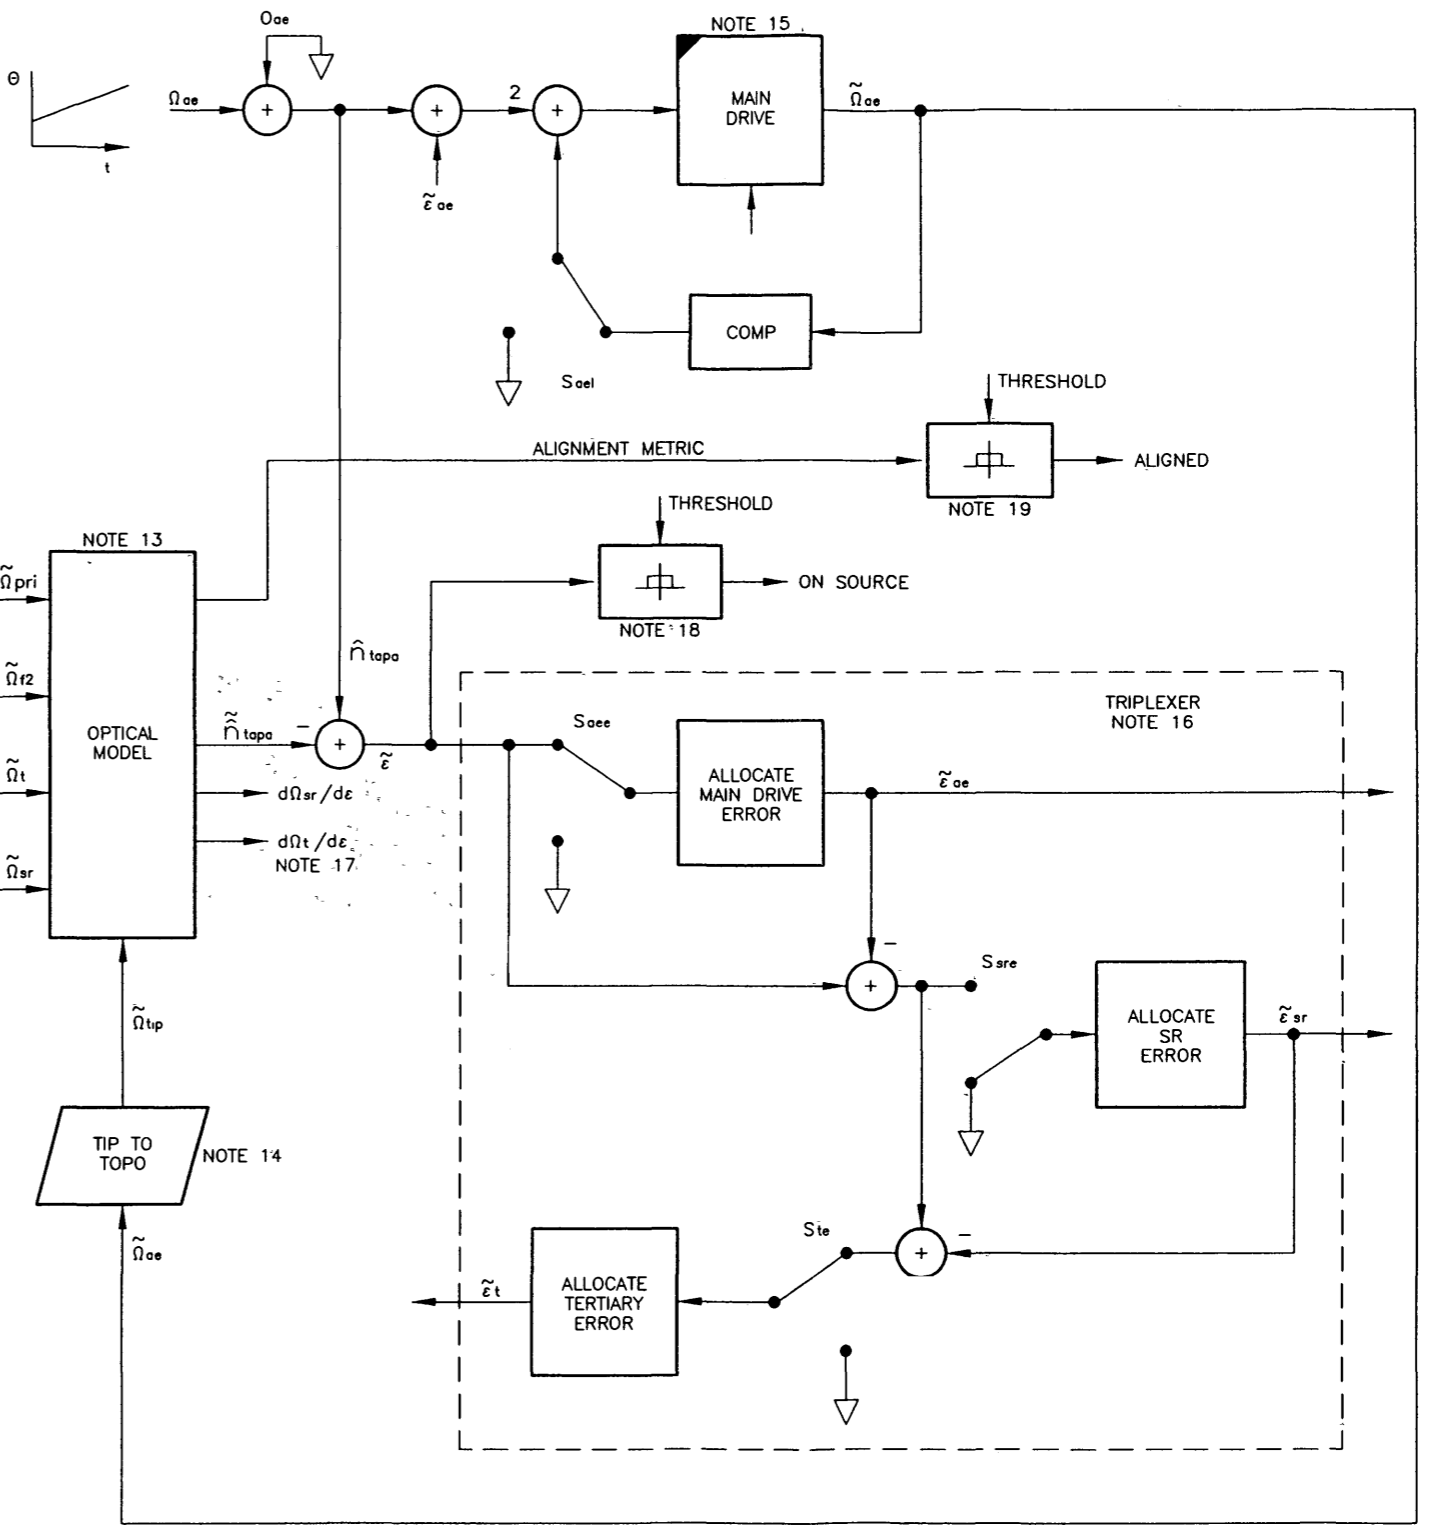 NOTE 15
Oae
Θ
t
Ωae
+
+
2
+
ε̃ae
MAIN
DRIVE
Ω̃ae
COMP
Sael
THRESHOLD
ALIGNMENT METRIC
ALIGNED
NOTE 19
THRESHOLD
ON SOURCE
NOTE 18
NOTE 13
Ω̃pri
Ω̃f2
Ω̃t
Ω̃sr
OPTICAL
MODEL
n̂tapa
ñ̂tapa
−
+
ε̃
dΩsr/dε
dΩt/dε
NOTE 17
TRIPLEXER
NOTE 16
Saee
ALLOCATE
MAIN DRIVE
ERROR
ε̃ae
−
+
Ssre
ALLOCATE
SR
ERROR
ε̃sr
Ω̃tip
TIP TO
TOPO
NOTE 14
Ω̃ae
Ste
+
−
ALLOCATE
TERTIARY
ERROR
ε̃t